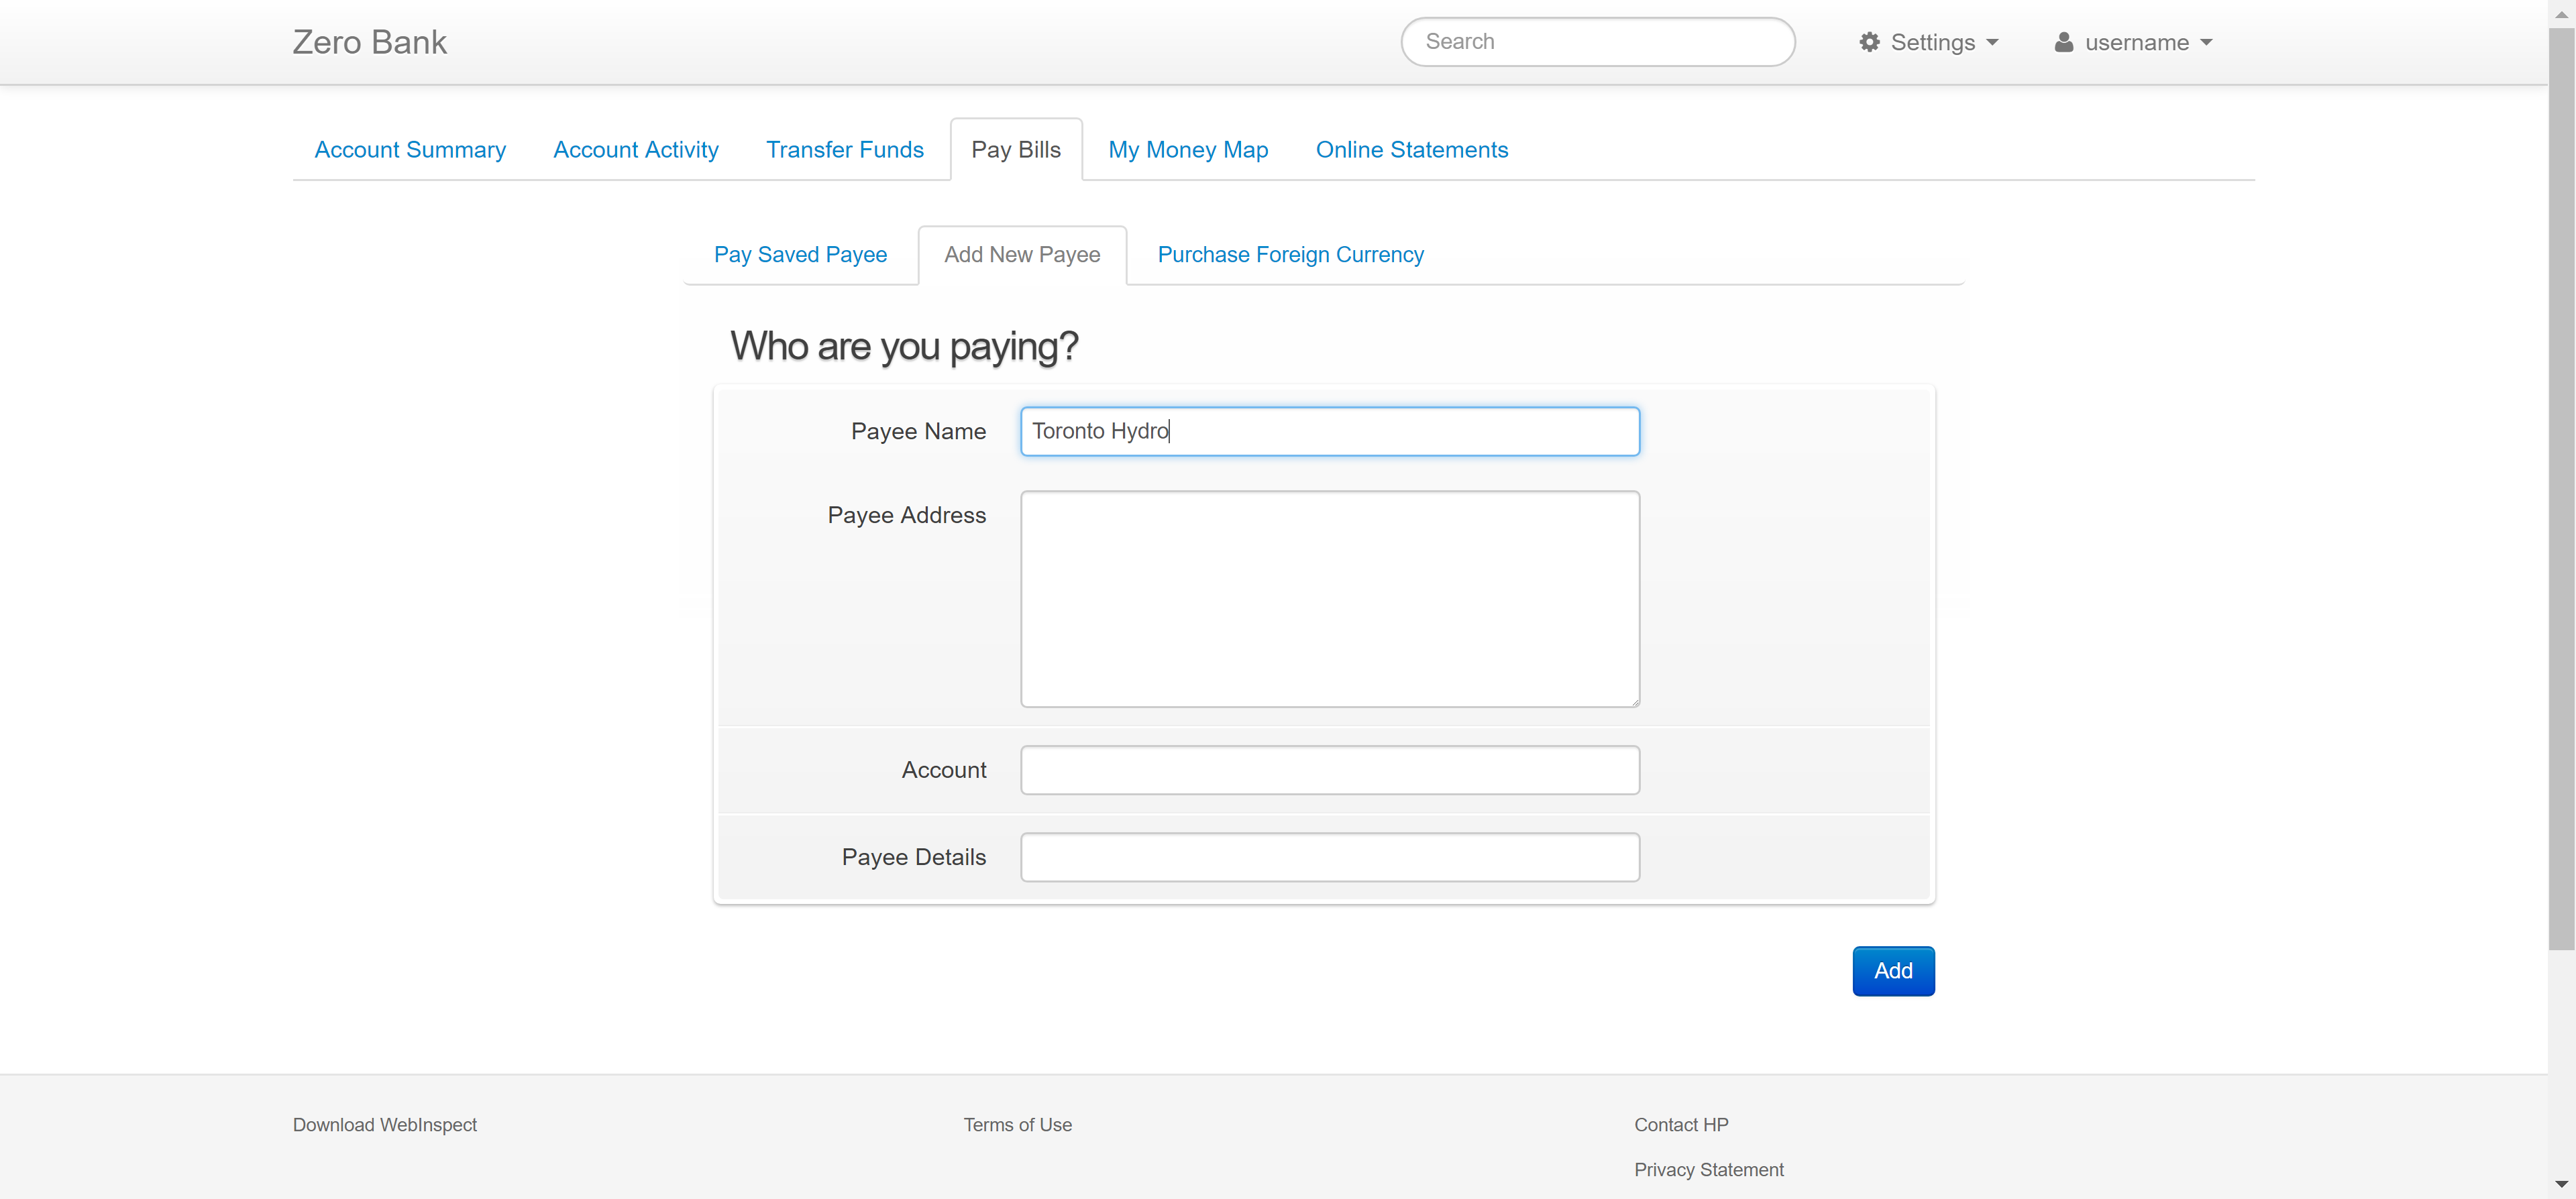 Zero Bank Search Settings username
Account Summary Account Activity Transfer Funds Pay Bills My Money Map Online Statements
Pay Saved Payee Add New Payee Purchase Foreign Currency
Who are you paying?
Payee Name Toronto Hydro
Payee Address
Account
Payee Details
Add
Download WebInspect Terms of Use Contact HP
Privacy Statement